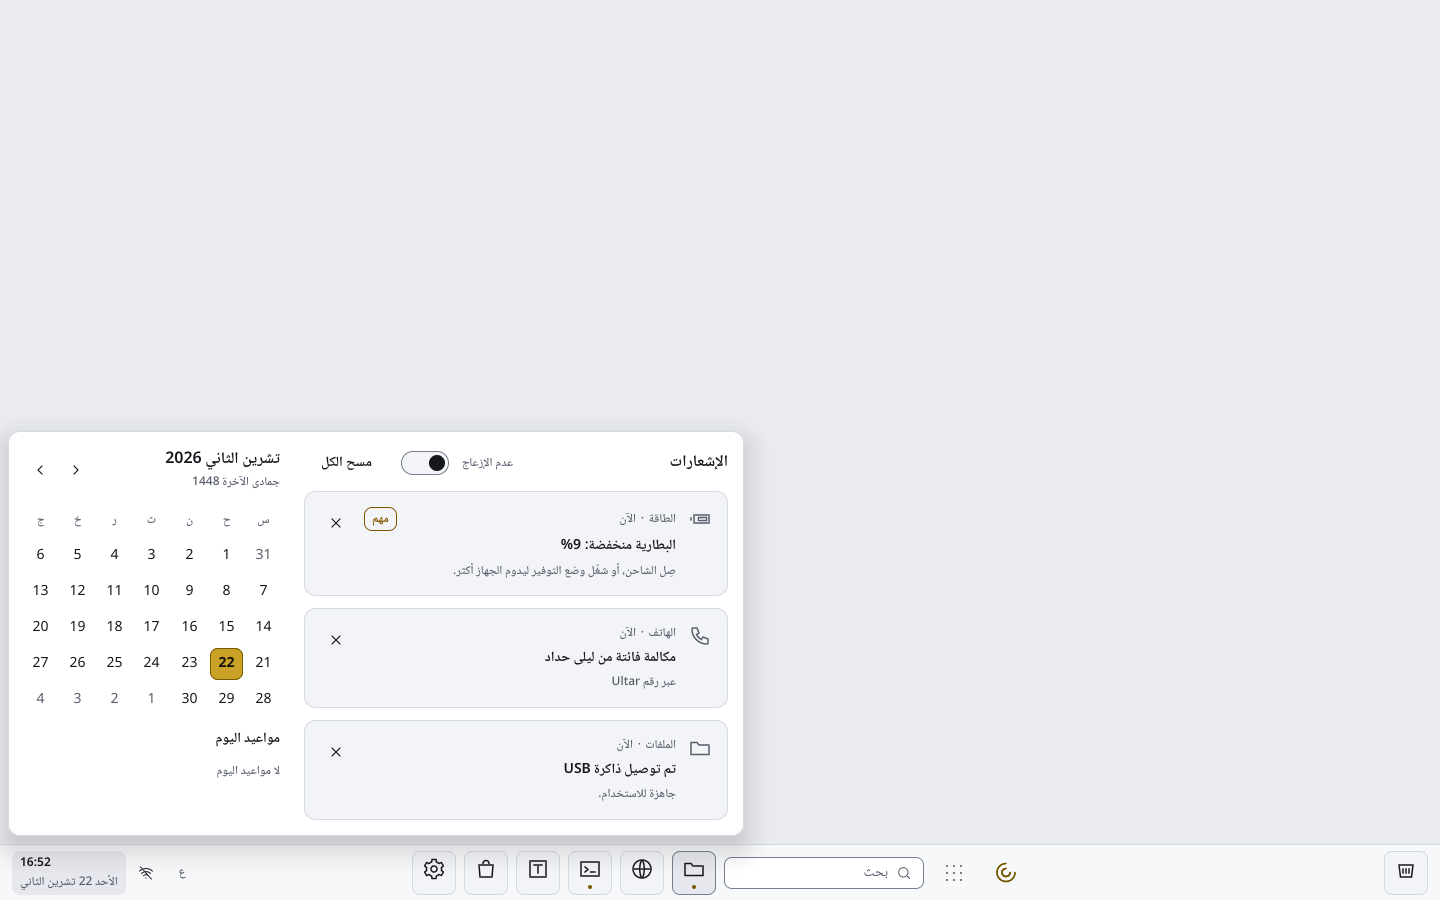 الإشعارات
عدم الإزعاج
مسح الكل
الطاقة · الآن
مهم
البطارية منخفضة: 9%
صِل الشاحن، أو شغّل وضع التوفير ليدوم الجهاز أكثر.
الهاتف · الآن
مكالمة فائتة من ليلى حداد
عبر رقم Ultar
الملفات · الآن
تم توصيل ذاكرة USB
جاهزة للاستخدام.
تشرين الثاني 2026
جمادى الآخرة 1448
س ح ن ث ر خ ج
31 1 2 3 4 5 6
7 8 9 10 11 12 13
14 15 16 17 18 19 20
21 22 23 24 25 26 27
28 29 30 1 2 3 4
مواعيد اليوم
لا مواعيد اليوم
بحث
ع
16:52
الأحد 22 تشرين الثاني